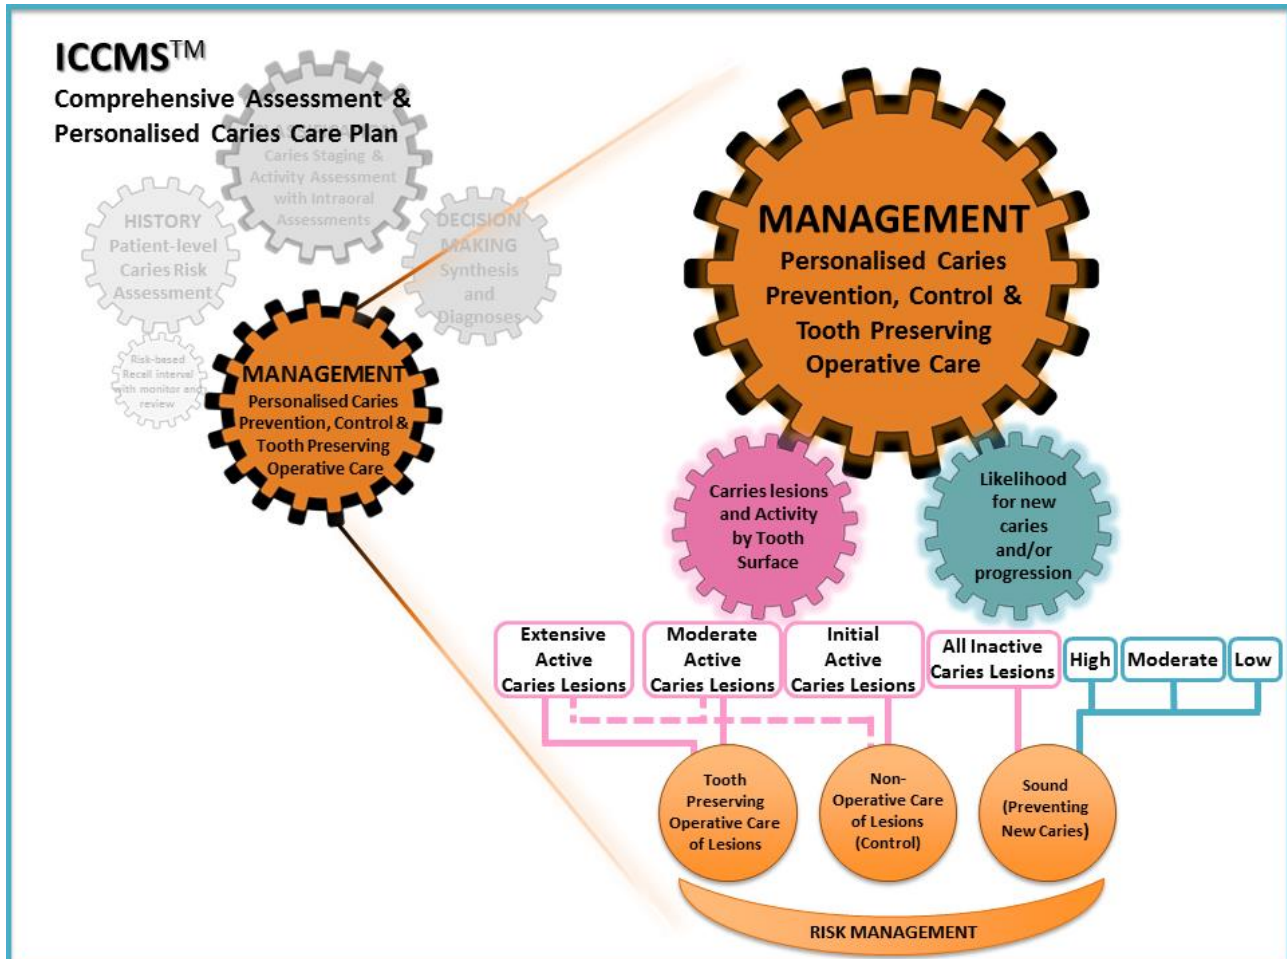 ICCMS™
Comprehensive Assessment &
Personalised Caries Care Plan
Caries Staging &
Activity Assessment
with Intraoral
Assessments
HISTORY
Patient-level
Caries Risk
Assessment
DECISION
MAKING
Synthesis
and
Diagnoses
Risk-based
Recall interval
with monitor and
review
MANAGEMENT
Personalised Caries
Prevention, Control &
Tooth Preserving
Operative Care
MANAGEMENT
Personalised Caries
Prevention, Control &
Tooth Preserving
Operative Care
Carries lesions
and Activity
by Tooth
Surface
Likelihood
for new
caries
and/or
progression
Extensive
Active
Caries Lesions
Moderate
Active
Caries Lesions
Initial
Active
Caries Lesions
All Inactive
Caries Lesions
High
Moderate
Low
Tooth
Preserving
Operative Care
of Lesions
Non-
Operative Care
of Lesions
(Control)
Sound
(Preventing
New Caries)
RISK MANAGEMENT